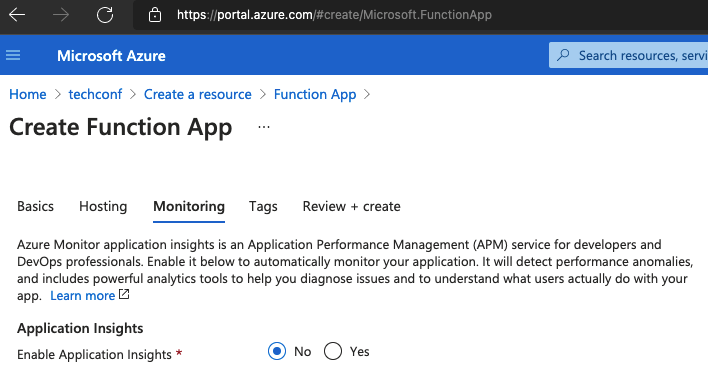 https://portal.azure.com/#create/Microsoft.FunctionApp
Microsoft Azure
Search resources, servi
Home > techconf > Create a resource > Function App >
Create Function App ...
Basics Hosting Monitoring Tags Review + create
Azure Monitor application insights is an Application Performance Management (APM) service for developers and
DevOps professionals. Enable it below to automatically monitor your application. It will detect performance anomalies,
and includes powerful analytics tools to help you diagnose issues and to understand what users actually do with your
app. Learn more
Application Insights
Enable Application Insights * No Yes